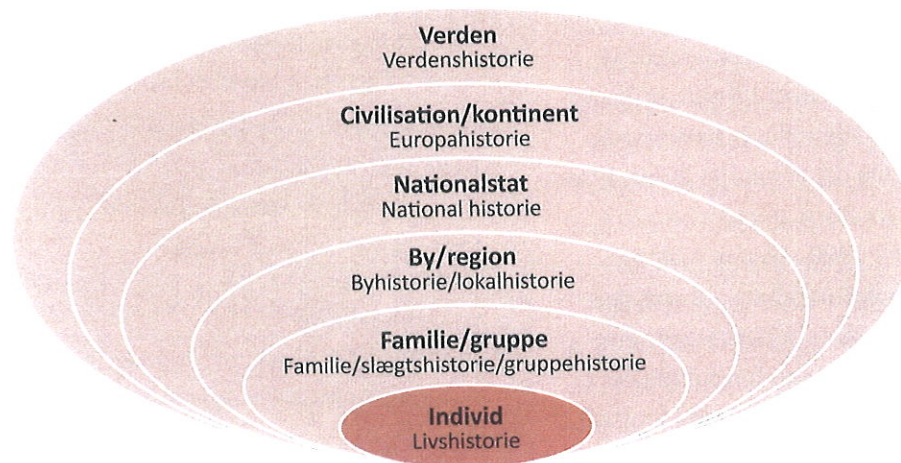 Verden
Verdenshistorie
Civilisation/kontinent
Europahistorie
Nationalstat
National historie
By/region
Byhistorie/lokalhistorie
Familie/gruppe
Familie/slægtshistorie/gruppehistorie
Individ
Livshistorie